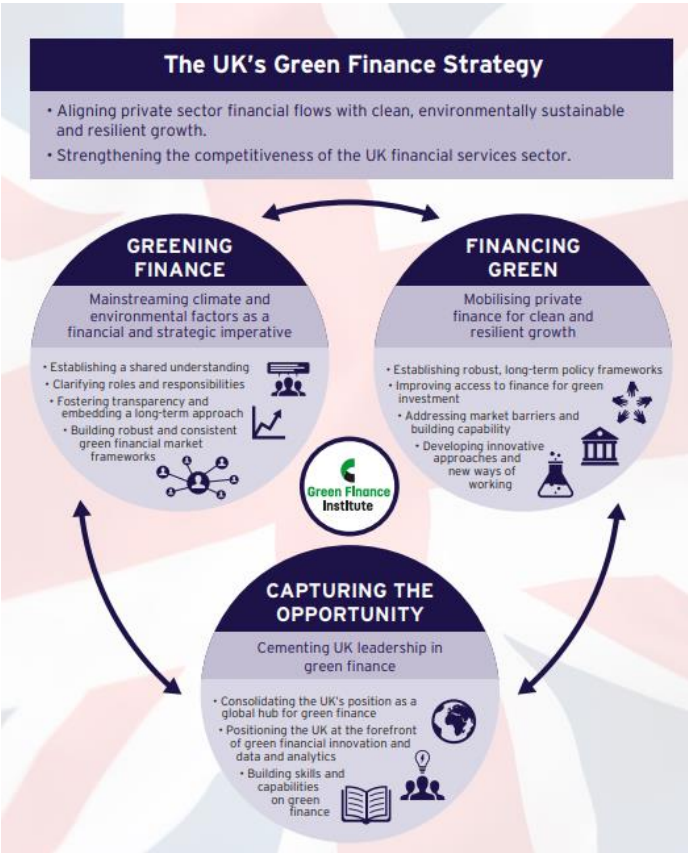 The UK's Green Finance Strategy
• Aligning private sector financial flows with clean, environmentally sustainable
and resilient growth.
• Strengthening the competitiveness of the UK financial services sector.
GREENING
FINANCE
Mainstreaming climate and
environmental factors as a
financial and strategic imperative
• Establishing a shared understanding
• Clarifying roles and responsibilities
• Fostering transparency and
embedding a long-term approach
• Building robust and consistent
green financial market
frameworks
FINANCING
GREEN
Mobilising private
finance for clean and
resilient growth
• Establishing robust, long-term policy frameworks
• Improving access to finance for green
investment
• Addressing market barriers and
building capability
• Developing innovative
approaches and
new ways of
working
Green Finance
Institute
CAPTURING THE
OPPORTUNITY
Cementing UK leadership in
green finance
• Consolidating the UK's position as a
global hub for green finance
• Positioning the UK at the forefront
of green financial innovation and
data and analytics
• Building skills and
capabilities
on green
finance